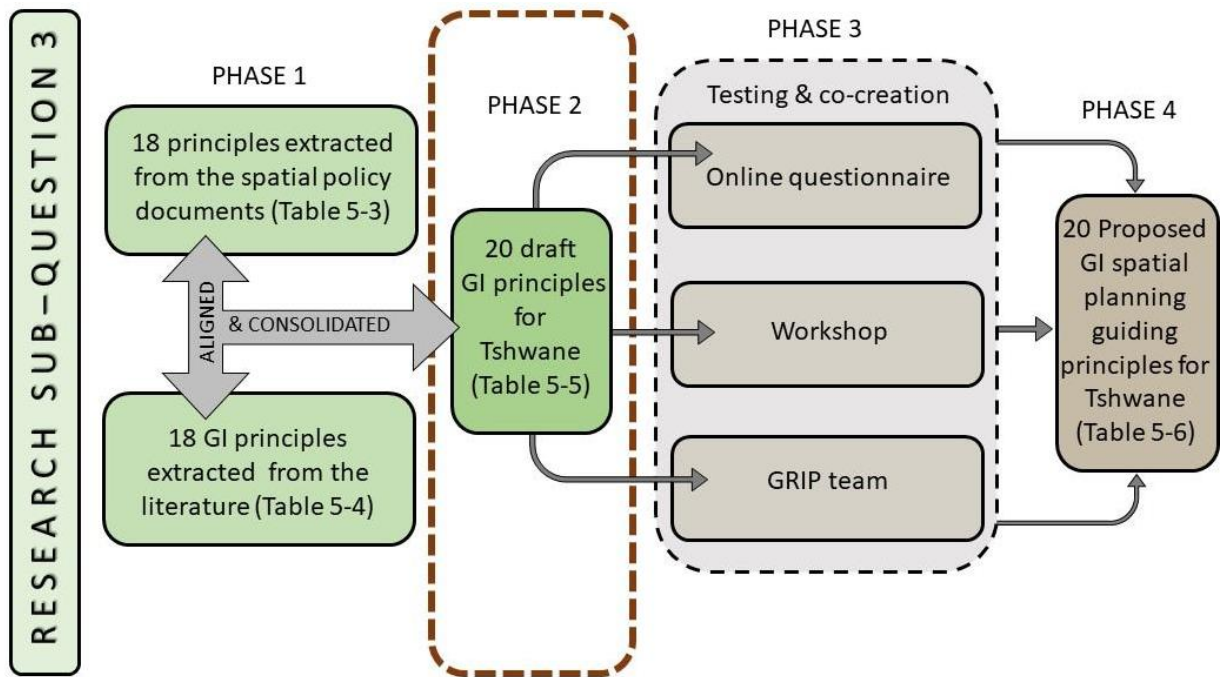 RESEARCH SUB–QUESTION 3
PHASE 1
18 principles extracted
from the spatial policy
documents (Table 5-3)
ALIGNED
& CONSOLIDATED
18 GI principles
extracted from the
literature (Table 5-4)
PHASE 2
20 draft
GI principles
for
Tshwane
(Table 5-5)
PHASE 3
Testing & co-creation
Online questionnaire
Workshop
GRIP team
PHASE 4
20 Proposed
GI spatial
planning
guiding
principles for
Tshwane
(Table 5-6)